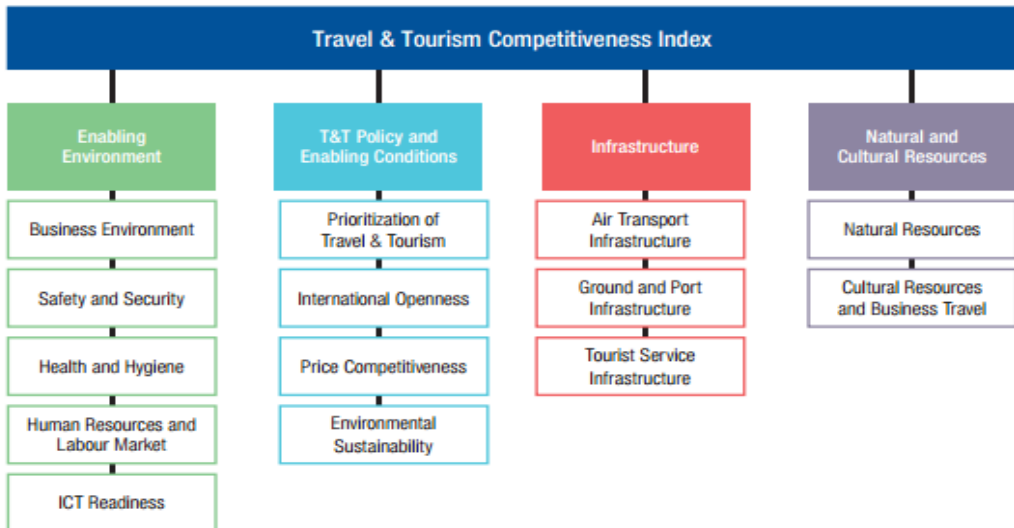 Travel & Tourism Competitiveness Index
Enabling
Environment
Business Environment
Safety and Security
Health and Hygiene
Human Resources and
Labour Market
ICT Readiness
T&T Policy and
Enabling Conditions
Prioritization of
Travel & Tourism
International Openness
Price Competitiveness
Environmental
Sustainability
Infrastructure
Air Transport
Infrastructure
Ground and Port
Infrastructure
Tourist Service
Infrastructure
Natural and
Cultural Resources
Natural Resources
Cultural Resources
and Business Travel